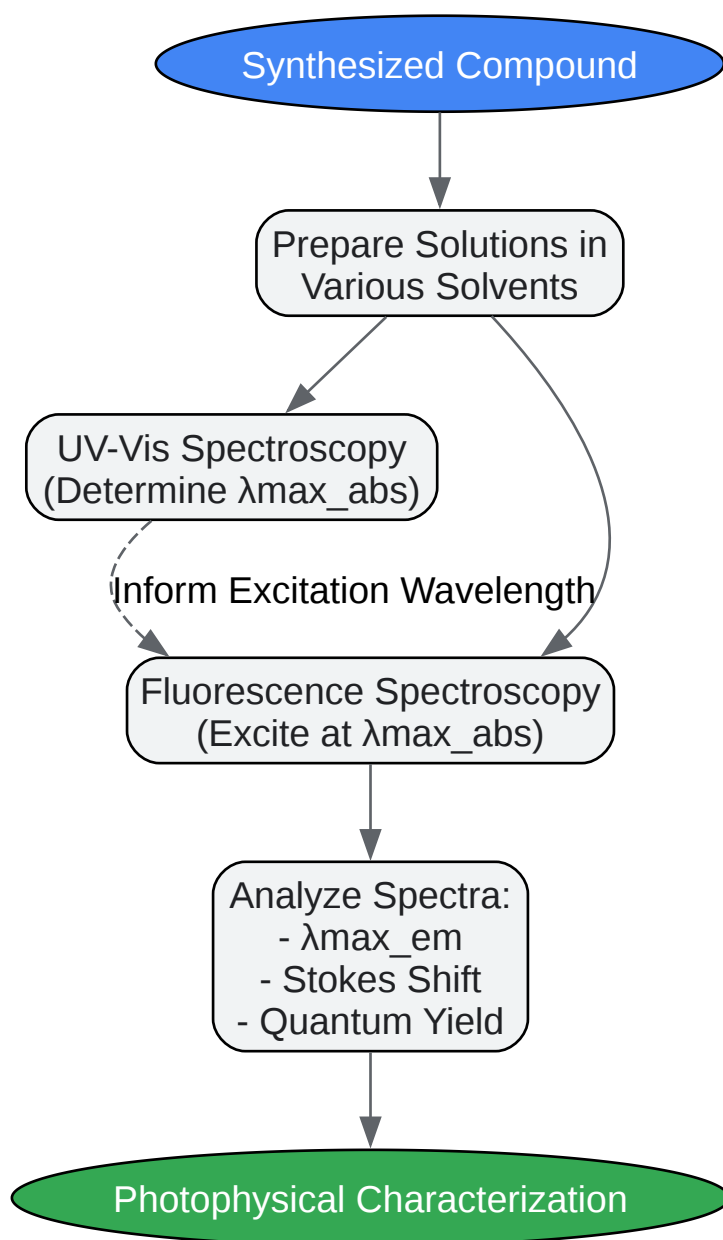 Synthesized Compound
Prepare Solutions in
Various Solvents
UV-Vis Spectroscopy
(Determine λmax_abs)
Inform Excitation Wavelength
Fluorescence Spectroscopy
(Excite at λmax_abs)
Analyze Spectra:
- λmax_em
- Stokes Shift
- Quantum Yield
Photophysical Characterization